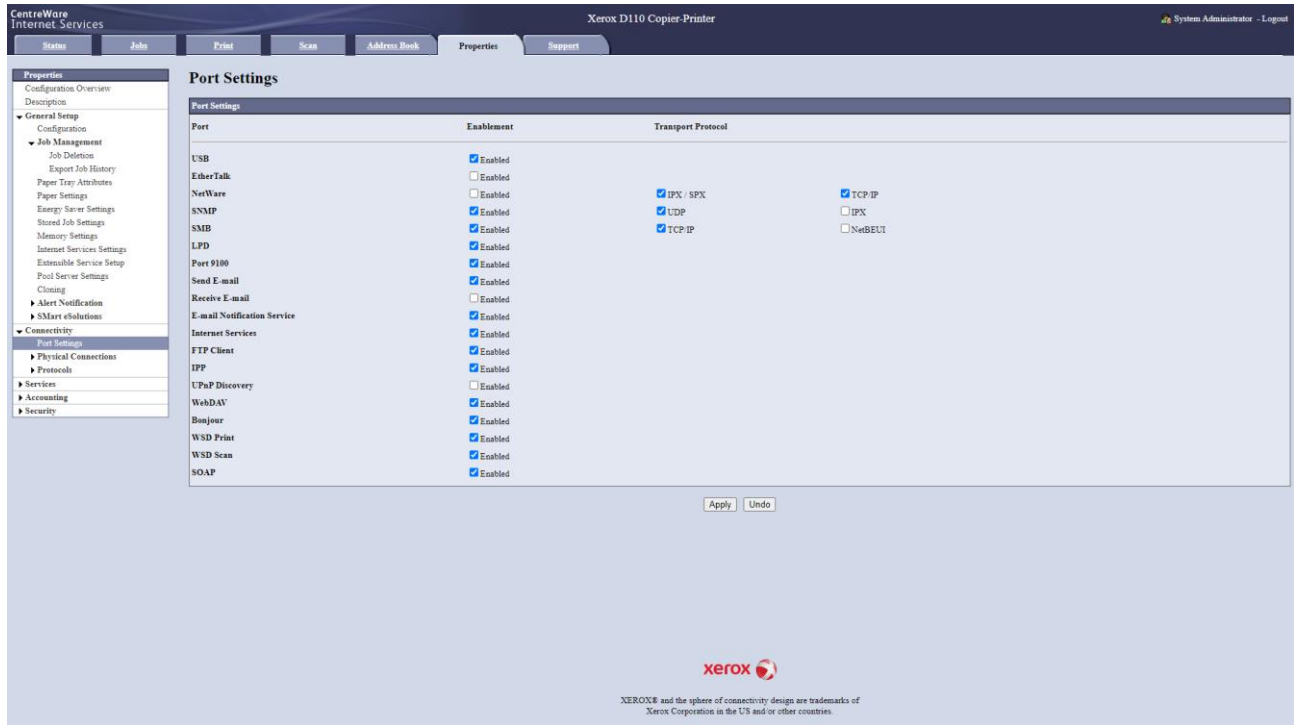 CentreWare
Internet Services
Xerox D110 Copier-Printer
System Administrator - Logout
Status Jobs Print Scan Address Book Properties Support
Properties
Configuration Overview
Description
General Setup
Configuration
Job Management
Job Deletion
Export Job History
Paper Tray Attributes
Paper Settings
Energy Saver Settings
Stored Job Settings
Memory Settings
Internet Services Settings
Extensible Service Setup
Pool Server Settings
Cloning
Alert Notification
SMart eSolutions
Connectivity
Port Settings
Physical Connections
Protocols
Services
Accounting
Security
Port Settings
Port Settings
Port Enablement Transport Protocol
USB Enabled
EtherTalk Enabled
NetWare Enabled IPX / SPX TCP/IP
SNMP Enabled UDP IPX
SMB Enabled TCP/IP NetBEUI
LPD Enabled
Port 9100 Enabled
Send E-mail Enabled
Receive E-mail Enabled
E-mail Notification Service Enabled
Internet Services Enabled
FTP Client Enabled
IPP Enabled
UPnP Discovery Enabled
WebDAV Enabled
Bonjour Enabled
WSD Print Enabled
WSD Scan Enabled
SOAP Enabled
Apply Undo
xerox
XEROX® and the sphere of connectivity design are trademarks of
Xerox Corporation in the US and/or other countries.